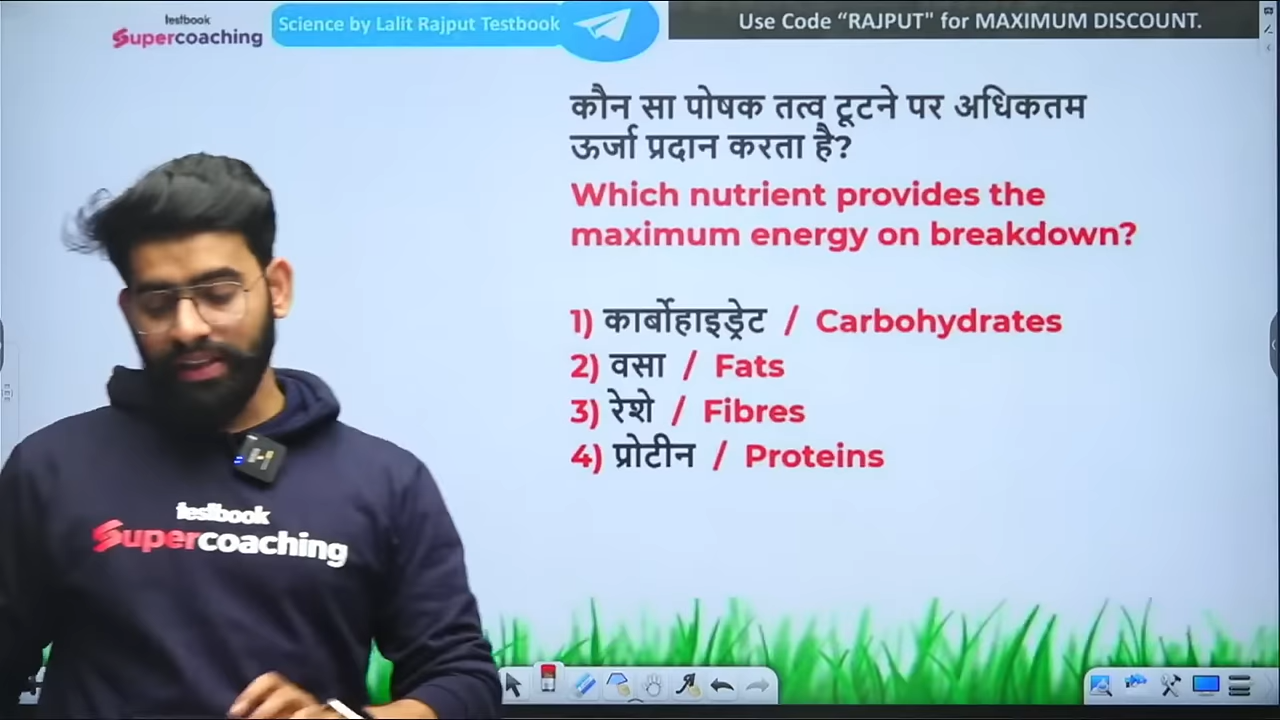 testbook
Supercoaching
Science by Lalit Rajput Testbook
Use Code “RAJPUT" for MAXIMUM DISCOUNT.
कौन सा पोषक तत्व टूटने पर अधिकतम
ऊर्जा प्रदान करता है?
Which nutrient provides the
maximum energy on breakdown?
1) कार्बोहाइड्रेट / Carbohydrates
2) वसा / Fats
3) रेशे / Fibres
4) प्रोटीन / Proteins
testbook
Supercoaching